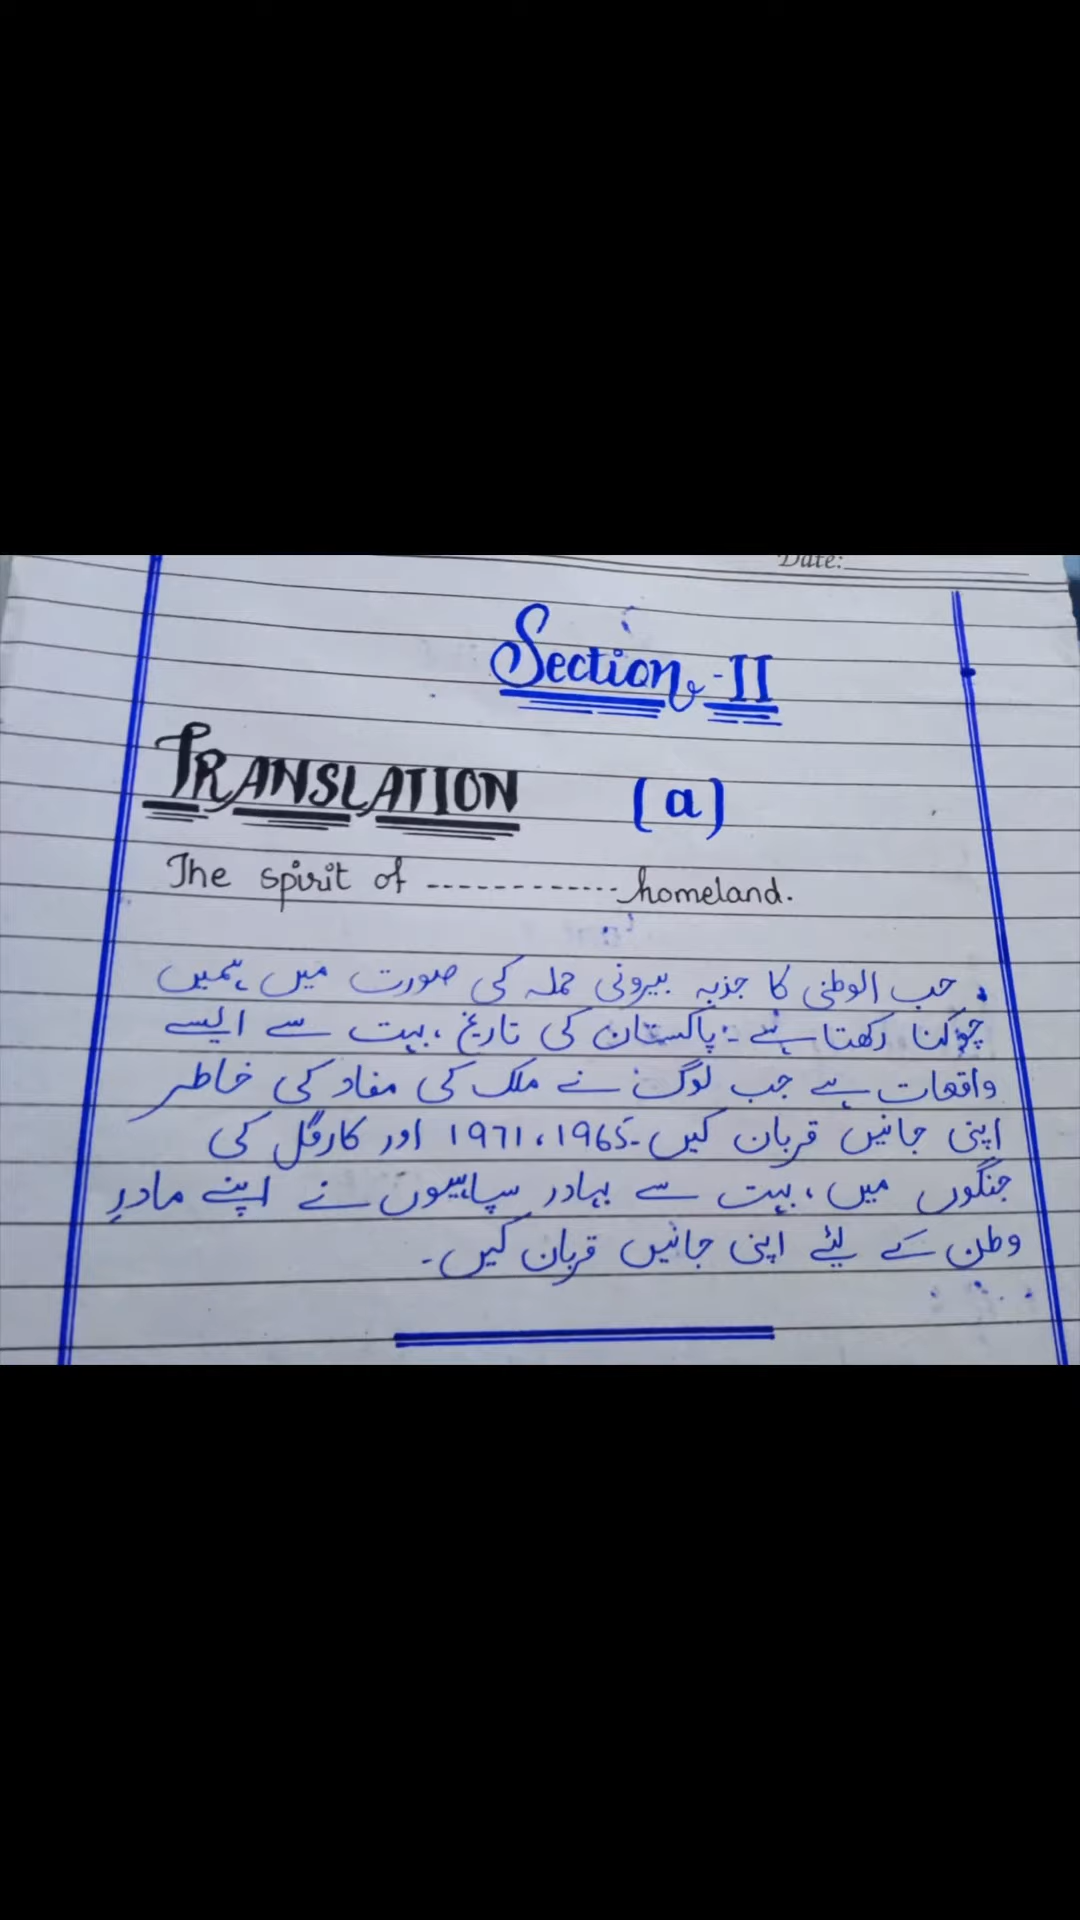 Date:
Section-II
TRANSLATION (a)
The spirit of ------------ homeland.
حب الوطنی کا جذبہ بیرونی حملہ کی صورت میں ہمیں
چوکنا رکھتا ہے۔ پاکستان کی تاریخ، بہت سے ایسے
واقعات ہے جب لوگ نے ملک کی مفاد کی خاطر
اپنی جانیں قربان کیں۔ 1965، 1971 اور کارگل کی
جنگوں میں، بہت سے بہادر سپاہیوں نے اپنے مادرِ
وطن کے لیئے اپنی جانیں قربان کیں۔